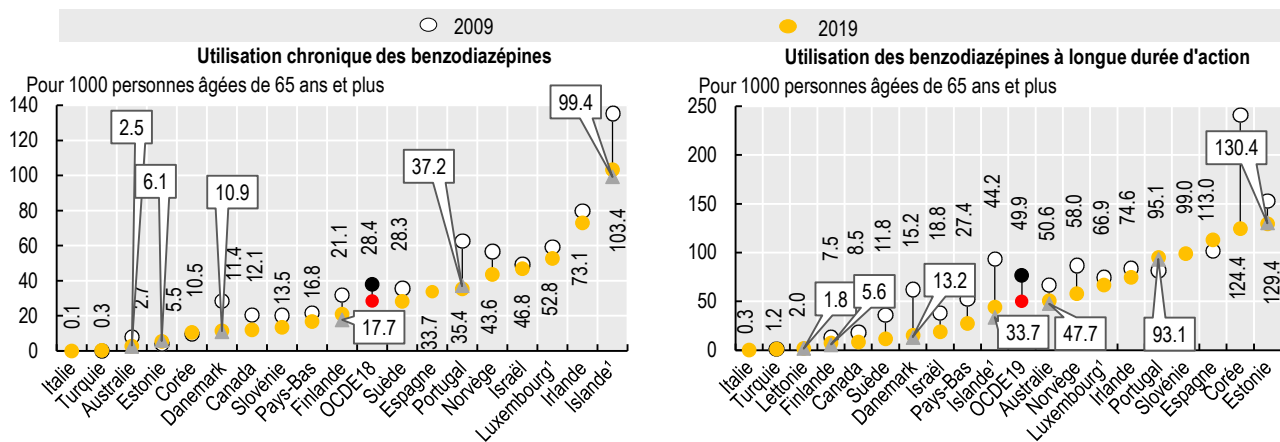 2009 2019
Utilisation chronique des benzodiazépines
Pour 1000 personnes âgées de 65 ans et plus
140
120
100
80
60
40
20
0
2.5
6.1
10.9
37.2
99.4
17.7
0.1
0.3
2.7
5.5
10.5
11.4
12.1
13.5
16.8
21.1
28.4
28.3
33.7
35.4
43.6
46.8
52.8
73.1
103.4
Italie
Turquie
Australie
Estonie
Corée
Danemark
Canada
Slovénie
Pays-Bas
Finlande
OCDE18
Suède
Espagne
Portugal
Norvège
Israël
Luxembourg¹
Irlande
Islande¹
Utilisation des benzodiazépines à longue durée d'action
Pour 1000 personnes âgées de 65 ans et plus
250
200
150
100
50
0
1.8
5.6
13.2
33.7
47.7
93.1
130.4
0.3
1.2
2.0
7.5
8.5
11.8
15.2
18.8
27.4
44.2
49.9
50.6
58.0
66.9
74.6
95.1
99.0
113.0
124.4
129.4
Italie
Turquie
Lettonie
Finlande
Canada
Suède
Danemark
Israël
Pays-Bas
Islande¹
OCDE19
Australie
Norvège
Luxembourg¹
Irlande
Portugal
Slovénie
Espagne
Corée
Estonie